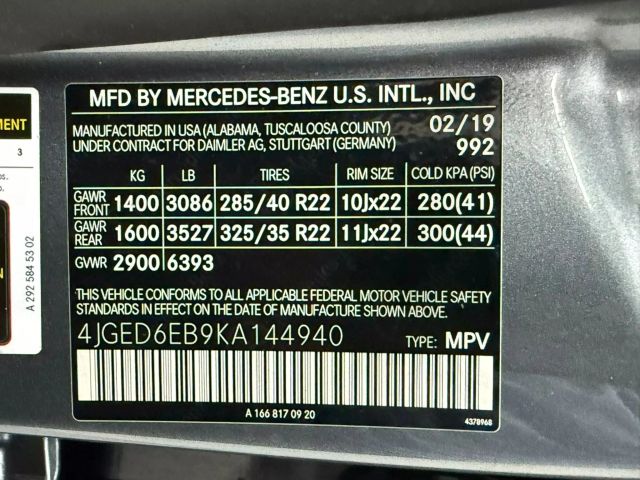 MFD BY MERCEDES-BENZ U.S. INTL., INC
MANUFACTURED IN USA (ALABAMA, TUSCALOOSA COUNTY) 02/19
UNDER CONTRACT FOR DAIMLER AG, STUTTGART (GERMANY) 992
KG LB TIRES RIM SIZE COLD KPA (PSI)
GAWR FRONT 1400 3086 285/40 R22 10Jx22 280(41)
GAWR REAR 1600 3527 325/35 R22 11Jx22 300(44)
GVWR 2900 6393
THIS VEHICLE CONFORMS TO ALL APPLICABLE FEDERAL MOTOR VEHICLE SAFETY
STANDARDS IN EFFECT ON THE DATE OF MANUFACTURE SHOWN ABOVE.
4JGED6EB9KA144940 TYPE: MPV
A 166 817 09 20
4378968
3
A 292 584 53 02